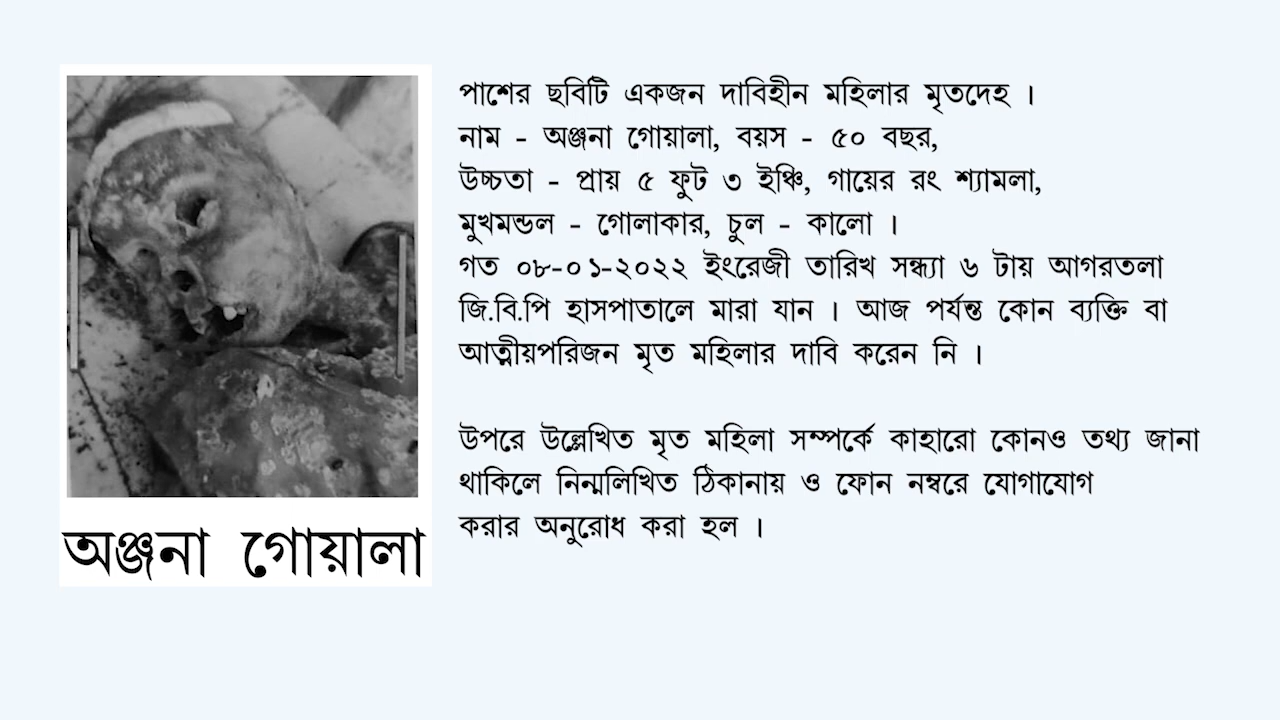 পাশের ছবিটি একজন দাবিহীন মহিলার মৃতদেহ ।
নাম - অঞ্জনা গোয়ালা, বয়স - ৫০ বছর,
উচ্চতা - প্রায় ৫ ফুট ৩ ইঞ্চি, গায়ের রং শ্যামলা,
মুখমন্ডল - গোলাকার, চুল - কালো ।
গত ০৮-০১-২০২২ ইংরেজী তারিখ সন্ধ্যা ৬ টায় আগরতলা
জি.বি.পি হাসপাতালে মারা যান । আজ পর্যন্ত কোন ব্যক্তি বা
আত্নীয়পরিজন মৃত মহিলার দাবি করেন নি ।
উপরে উল্লেখিত মৃত মহিলা সম্পর্কে কাহারো কোনও তথ্য জানা
থাকিলে নিন্মলিখিত ঠিকানায় ও ফোন নম্বরে যোগাযোগ
করার অনুরোধ করা হল ।
অঞ্জনা গোয়ালা